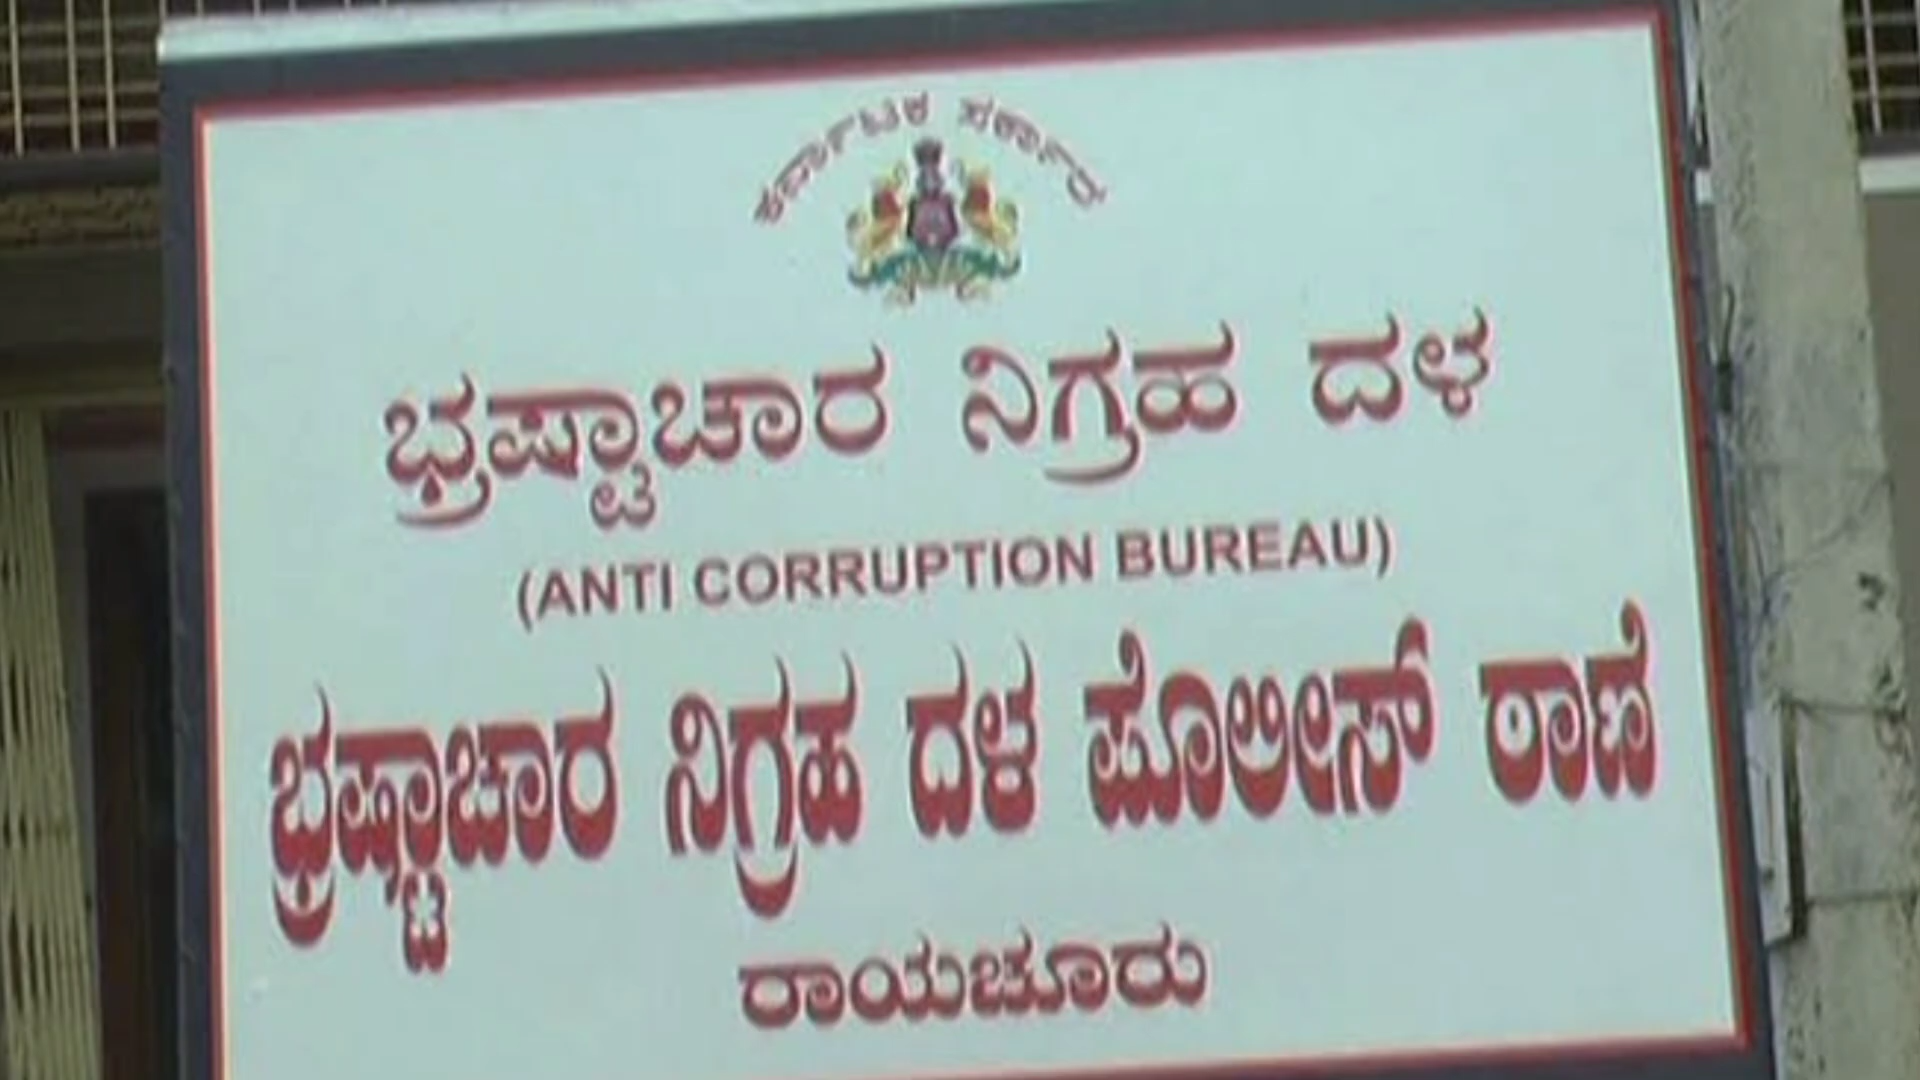 ಕರ್ನಾಟಕ ಸರ್ಕಾರ
ಭ್ರಷ್ಟಾಚಾರ ನಿಗ್ರಹ ದಳ
(ANTI CORRUPTION BUREAU)
ಭ್ರಷ್ಟಾಚಾರ ನಿಗ್ರಹ ದಳ ಪೊಲೀಸ್ ಠಾಣೆ
ರಾಯಚೂರು